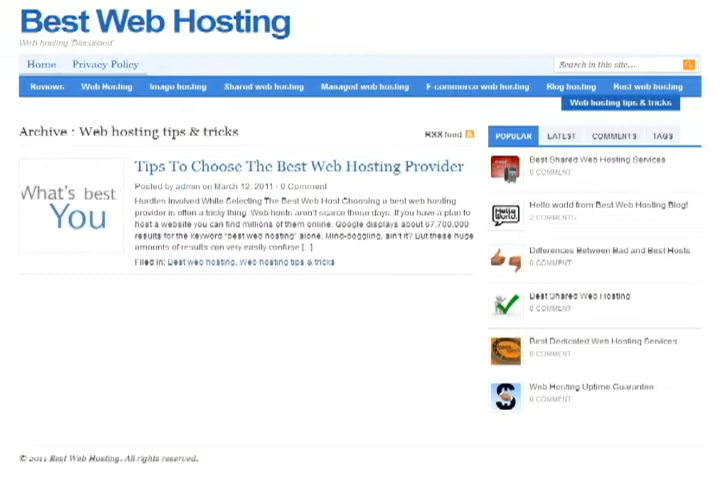 Best Web Hosting
Web hosting 'Discussed'
Home Privacy Policy Search in this site...
Reviews Web Hosting Image hosting Shared web hosting Managed web hosting E-commerce web hosting Blog hosting Best web hosting
Web hosting tips & tricks
Archive : Web hosting tips & tricks RSS feed
POPULAR LATEST COMMENTS TAGS
What's best
You
Tips To Choose The Best Web Hosting Provider
Posted by admin on March 12, 2011 · 0 Comment
Hurdles Involved While Selecting The Best Web Host Choosing a best web hosting
provider is often a tricky thing. Web hosts aren't scarce those days. If you have a plan to
host a website you can find millions of them online. Google displays about 67,700,000
results for the keyword "best web hosting" alone. Mind-boggling, ain't it? But these huge
amounts of results can very easily confuse [...]
Filed in: Best web hosting, Web hosting tips & tricks
Best Shared Web Hosting Services
0 COMMENT
Hello World.
Hello world from Best Web Hosting Blog!
2 COMMENTS
Differences Between Bad and Best Hosts
0 COMMENT
Best Shared Web Hosting
0 COMMENT
Best Dedicated Web Hosting Services
0 COMMENT
Web Hosting Uptime Guarantee
0 COMMENT
© 2011 Best Web Hosting. All rights reserved.